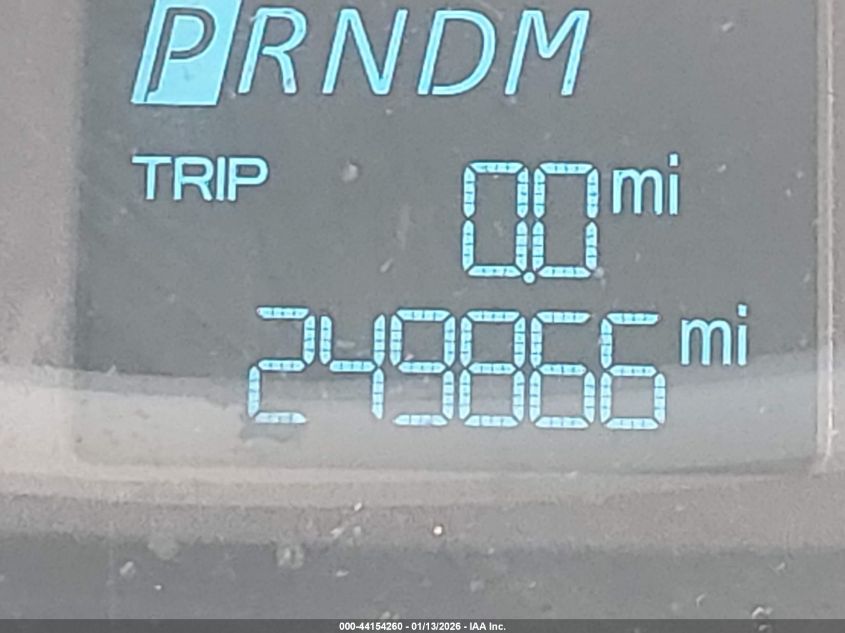 PRNDM
TRIP 0.0 mi
249866 mi
000-44154260 - 01/13/2026 - IAA Inc.